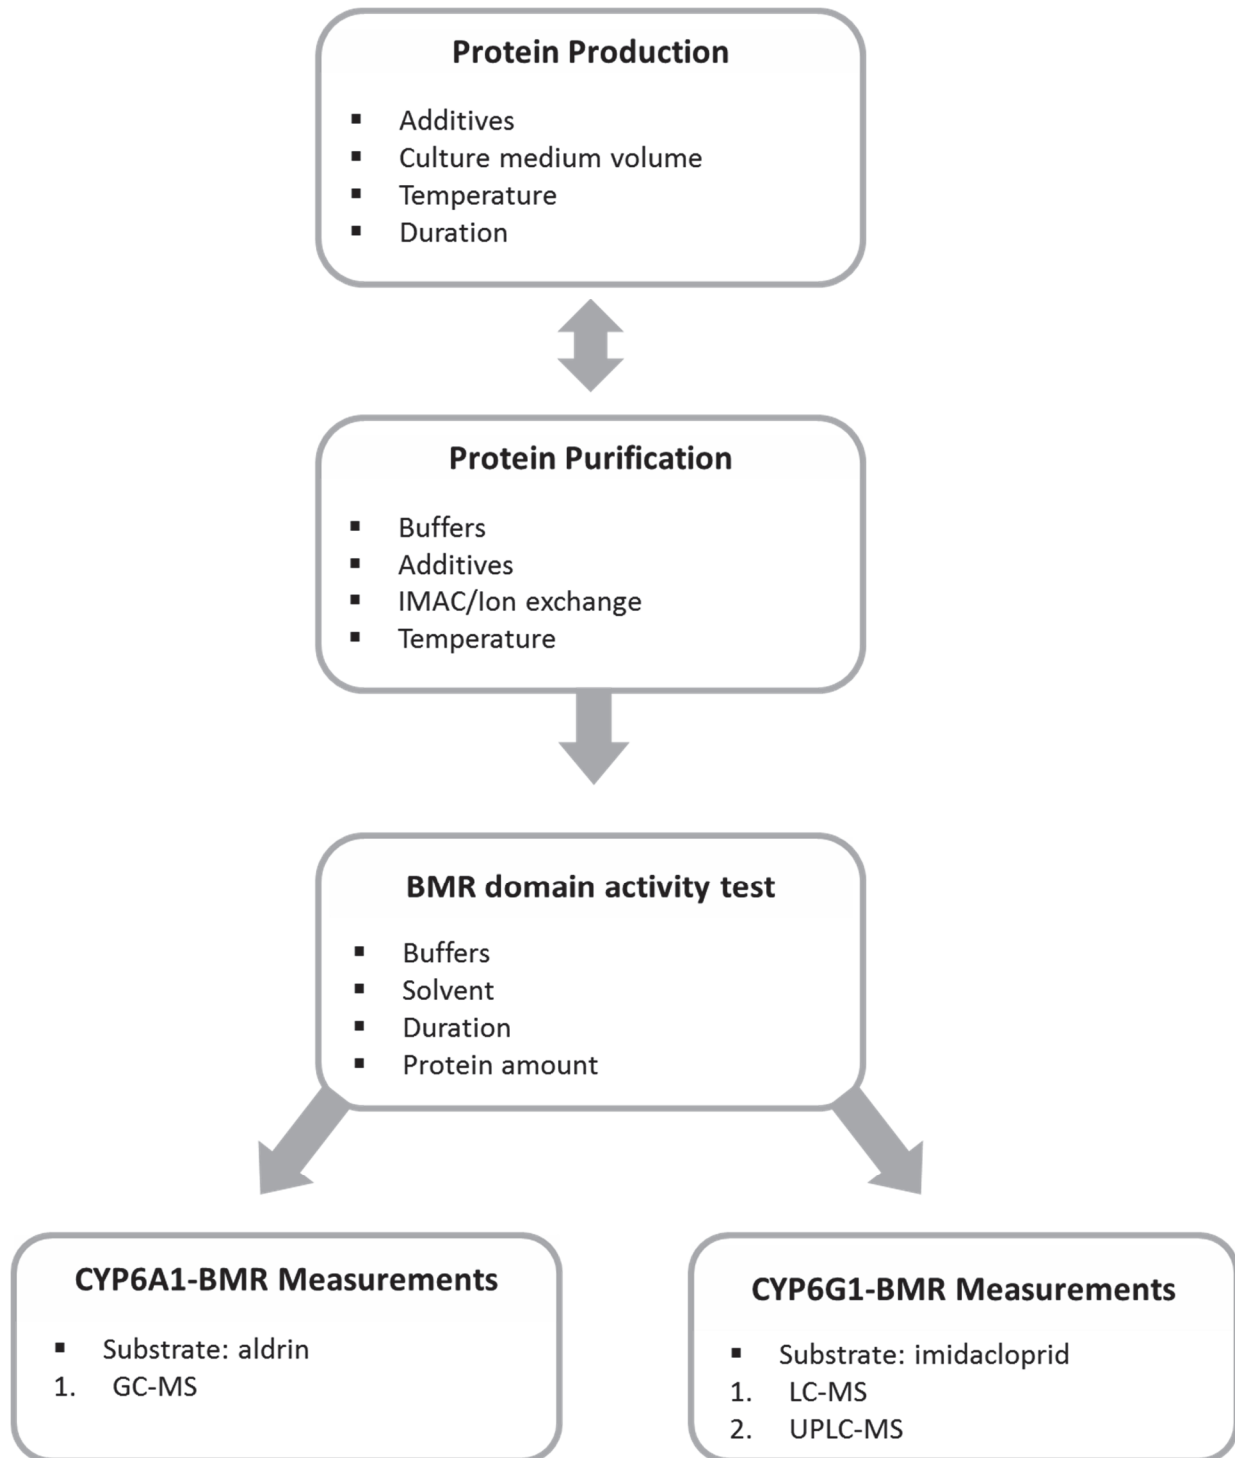 Protein Production
▪ Additives
▪ Culture medium volume
▪ Temperature
▪ Duration
Protein Purification
▪ Buffers
▪ Additives
▪ IMAC/Ion exchange
▪ Temperature
BMR domain activity test
▪ Buffers
▪ Solvent
▪ Duration
▪ Protein amount
CYP6A1-BMR Measurements
▪ Substrate: aldrin
1. GC-MS
CYP6G1-BMR Measurements
▪ Substrate: imidacloprid
1. LC-MS
2. UPLC-MS